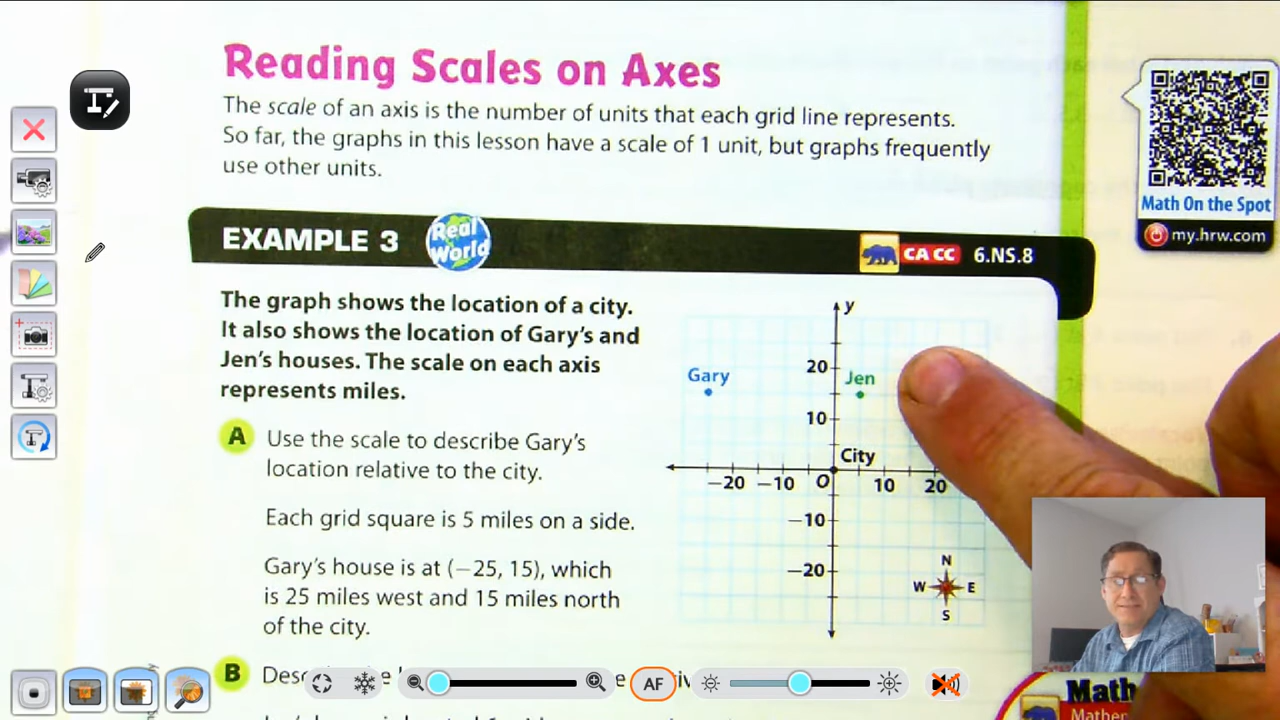 Reading Scales on Axes
The scale of an axis is the number of units that each grid line represents.
So far, the graphs in this lesson have a scale of 1 unit, but graphs frequently
use other units.
Math On the Spot
my.hrw.com
EXAMPLE 3
Real
World
CA CC 6.NS.8
The graph shows the location of a city.
It also shows the location of Gary's and
Jen's houses. The scale on each axis
represents miles.
A Use the scale to describe Gary's
location relative to the city.
Each grid square is 5 miles on a side.
Gary's house is at (−25, 15), which
is 25 miles west and 15 miles north
of the city.
B
y
20
Gary
Jen
10
City
−20 −10 O 10 20
−10
−20
N
W E
S
AF
Math